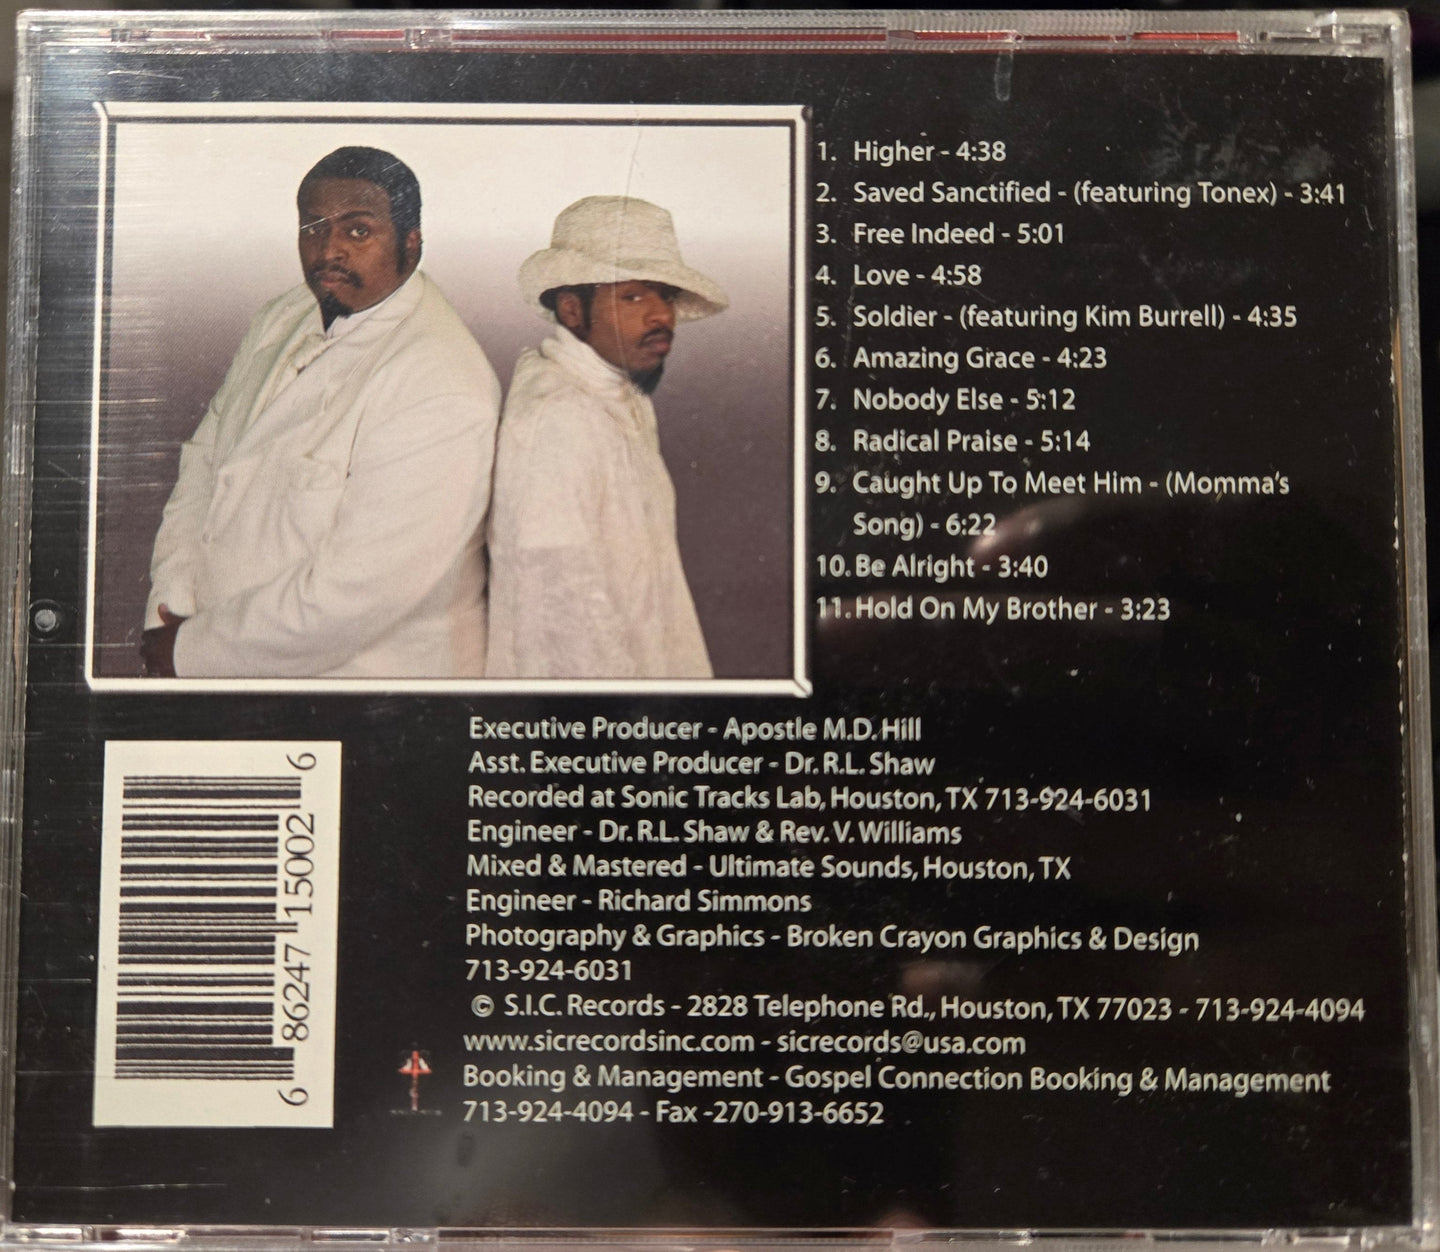 1. Higher - 4:38
2. Saved Sanctified - (featuring Tonex) - 3:41
3. Free Indeed - 5:01
4. Love - 4:58
5. Soldier - (featuring Kim Burrell) - 4:35
6. Amazing Grace - 4:23
7. Nobody Else - 5:12
8. Radical Praise - 5:14
9. Caught Up To Meet Him - (Momma's
Song) - 6:22
10. Be Alright - 3:40
11. Hold On My Brother - 3:23
Executive Producer - Apostle M.D. Hill
Asst. Executive Producer - Dr. R.L. Shaw
Recorded at Sonic Tracks Lab, Houston, TX 713-924-6031
Engineer - Dr. R.L. Shaw & Rev. V. Williams
Mixed & Mastered - Ultimate Sounds, Houston, TX
Engineer - Richard Simmons
Photography & Graphics - Broken Crayon Graphics & Design
713-924-6031
© S.I.C. Records - 2828 Telephone Rd., Houston, TX 77023 - 713-924-4094
www.sicrecordsinc.com - sicrecords@usa.com
Booking & Management - Gospel Connection Booking & Management
713-924-4094 - Fax -270-913-6652
6 86247 15002 6